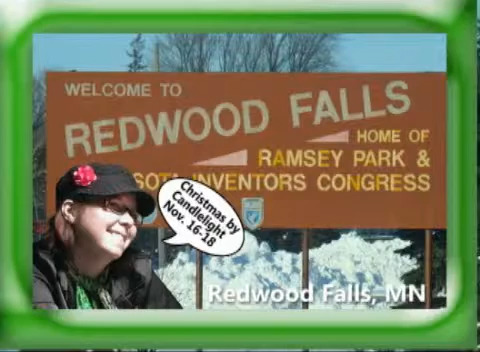 WELCOME TO
REDWOOD FALLS
HOME OF
RAMSEY PARK &
SOTA INVENTORS CONGRESS
Christmas by
Candlelight
Nov. 16-18
Redwood Falls, MN